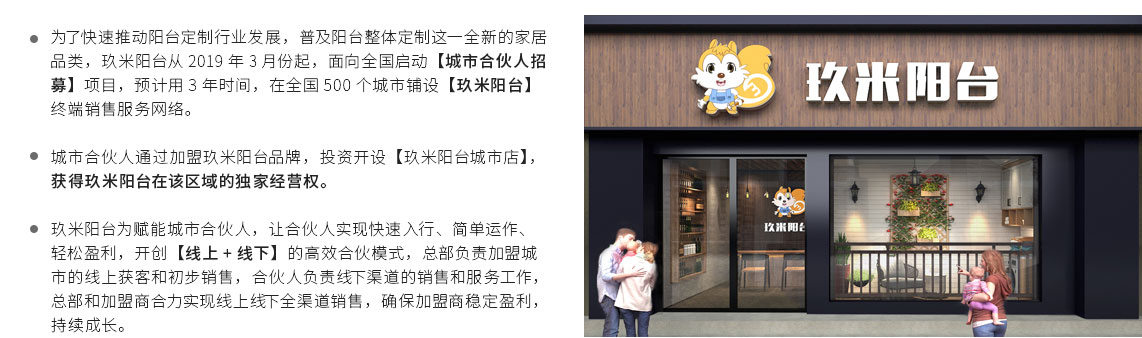 为了快速推动阳台定制行业发展，普及阳台整体定制这一全新的家居
品类，玖米阳台从 2019 年 3 月份起，面向全国启动【城市合伙人招
募】项目，预计用 3 年时间，在全国 500 个城市铺设【玖米阳台】
终端销售服务网络。
城市合伙人通过加盟玖米阳台品牌，投资开设【玖米阳台城市店】，
获得玖米阳台在该区域的独家经营权。
玖米阳台为赋能城市合伙人，让合伙人实现快速入行、简单运作、
轻松盈利，开创【线上 + 线下】的高效合伙模式，总部负责加盟城
市的线上获客和初步销售，合伙人负责线下渠道的销售和服务工作，
总部和加盟商合力实现线上线下全渠道销售，确保加盟商稳定盈利，
持续成长。
玖米阳台
玖米阳台